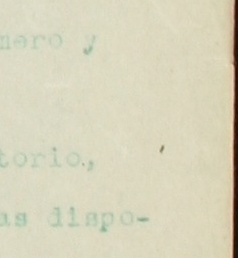 mero y
torio.,
as dispo-